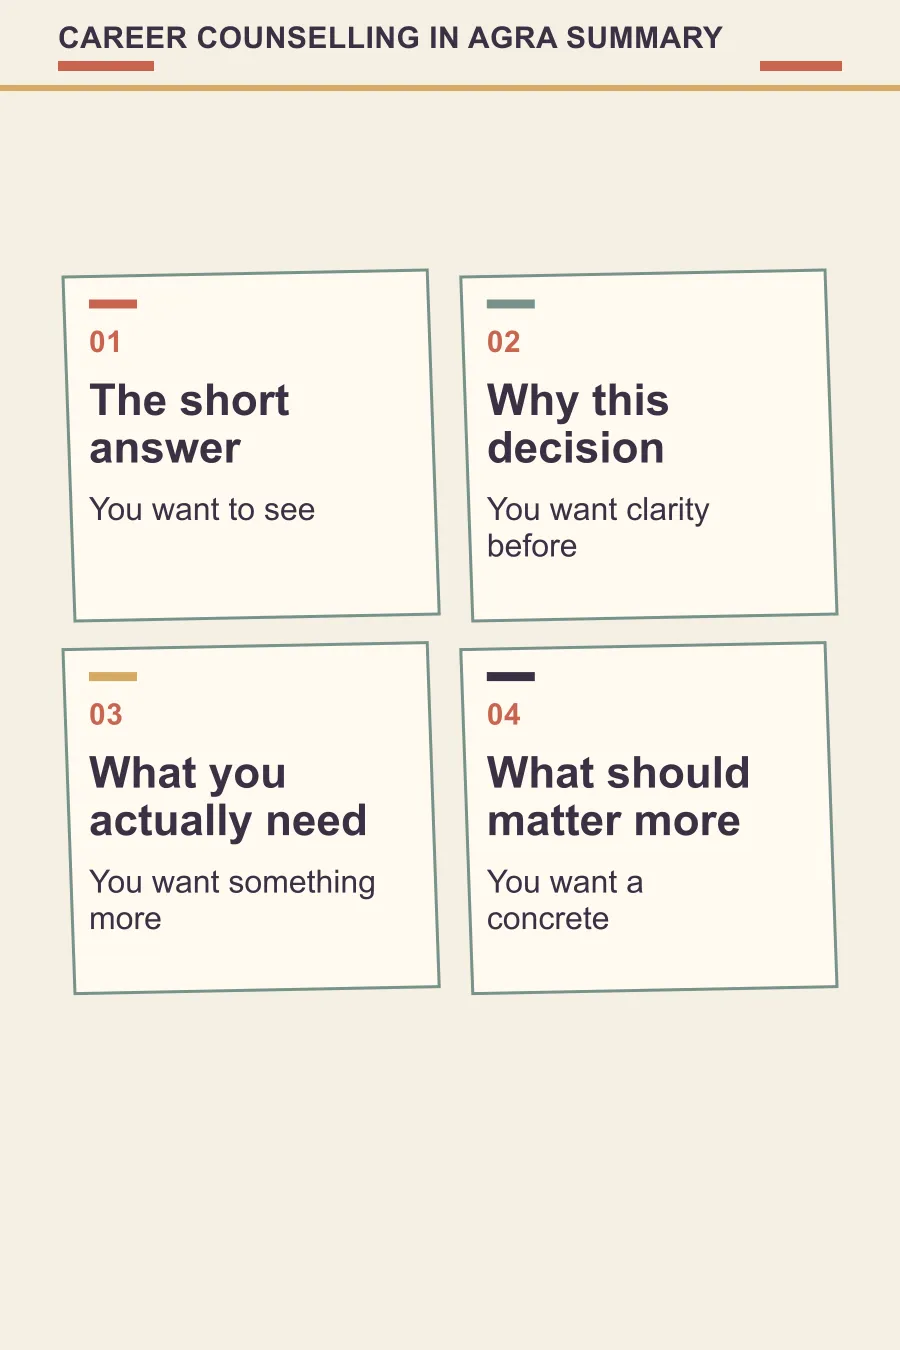 CAREER COUNSELLING IN AGRA SUMMARY
01
The short
answer
You want to see
02
Why this
decision
You want clarity
before
03
What you
actually need
You want something
more
04
What should
matter more
You want a
concrete